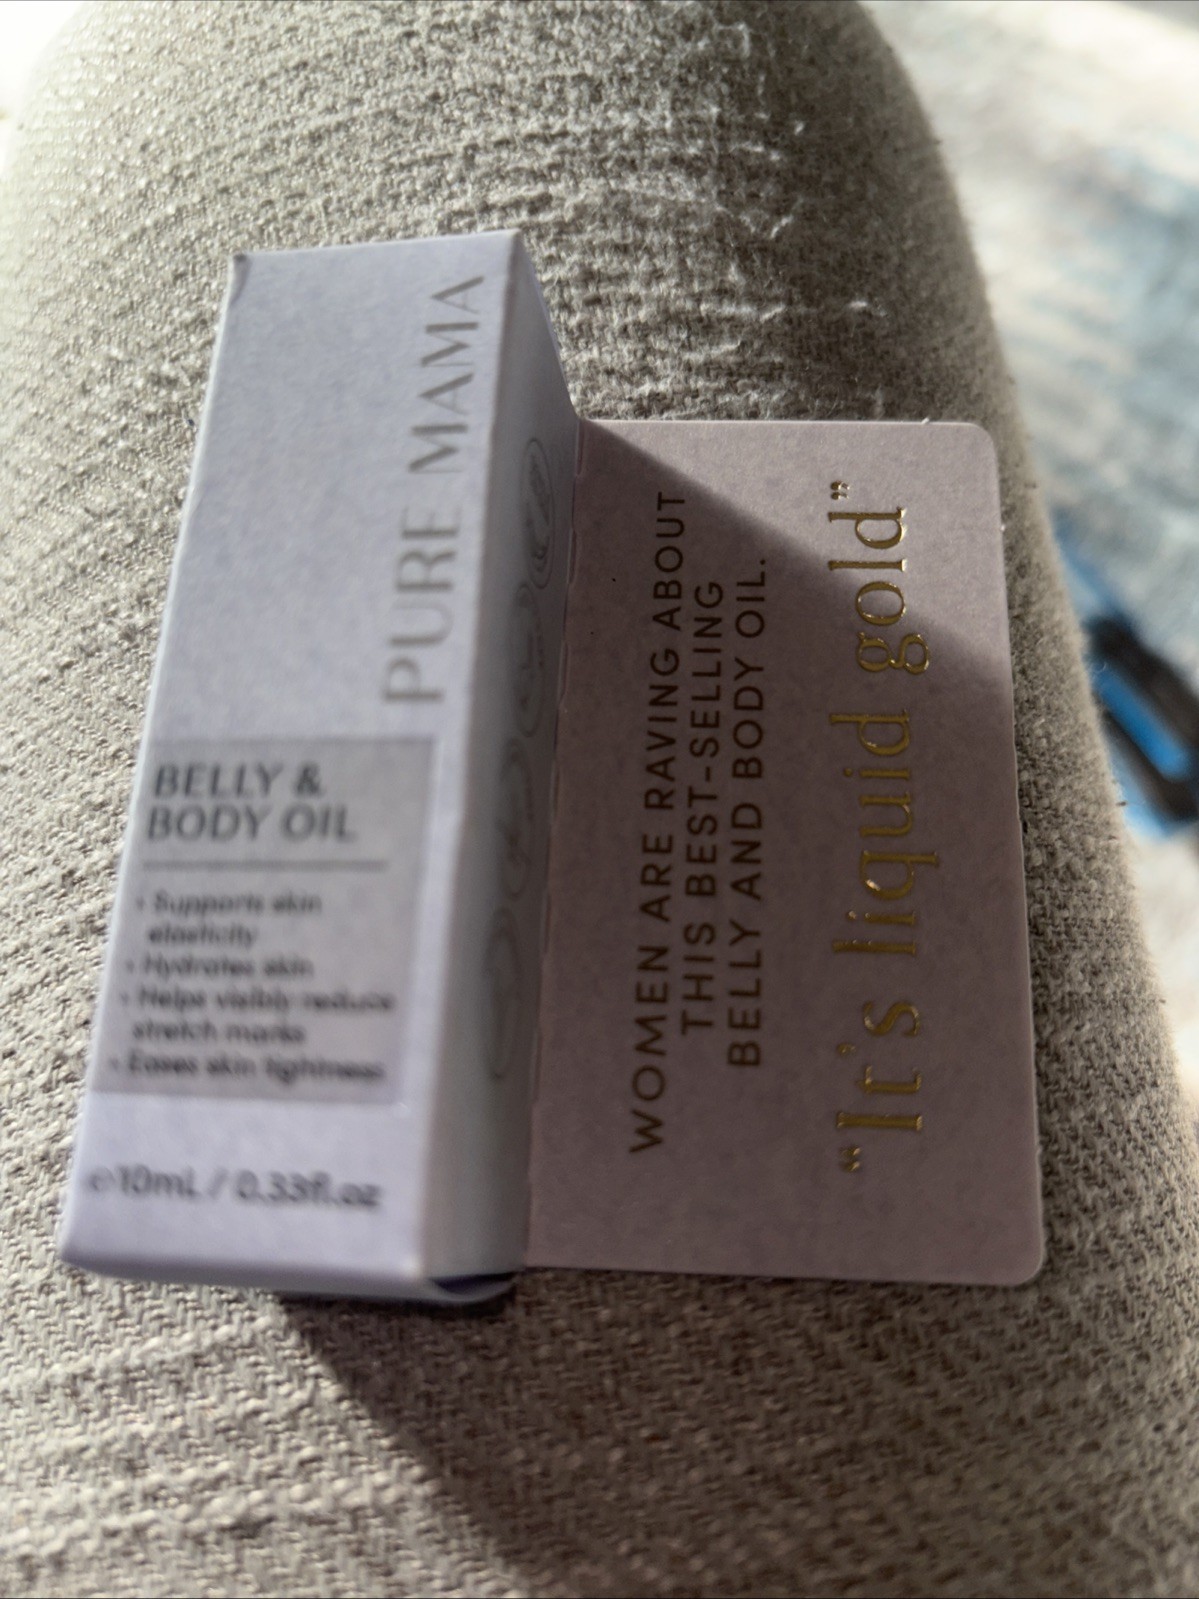 PURE MAMA
BELLY &
BODY OIL
• Supports skin
elasticity
• Hydrates skin
• Helps visibly reduce
stretch marks
• Eases skin tightness
℮10mL / 0.33fl.oz
WOMEN ARE RAVING ABOUT
THIS BEST-SELLING
BELLY AND BODY OIL.
“It's liquid gold”